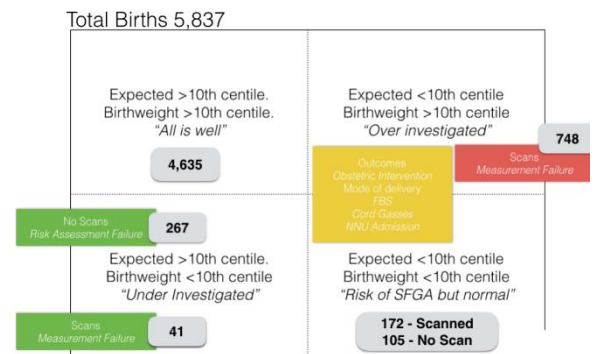 Total Births 5,837
Expected >10th centile.
Birthweight >10th centile.
"All is well"
4,635
Expected <10th centile
Birthweight >10th centile
"Over investigated"
748
Scans
Measurement Failure
Outcomes
Obstetric Intervention
Mode of delivery
FBS
Cord Gasses
NNU Admission
No Scans
Risk Assessment Failure
267
Expected >10th centile.
Birthweight <10th centile
"Under Investigated"
Scans
Measurement Failure
41
Expected <10th centile
Birthweight <10th centile
"Risk of SFGA but normal"
172 - Scanned
105 - No Scan